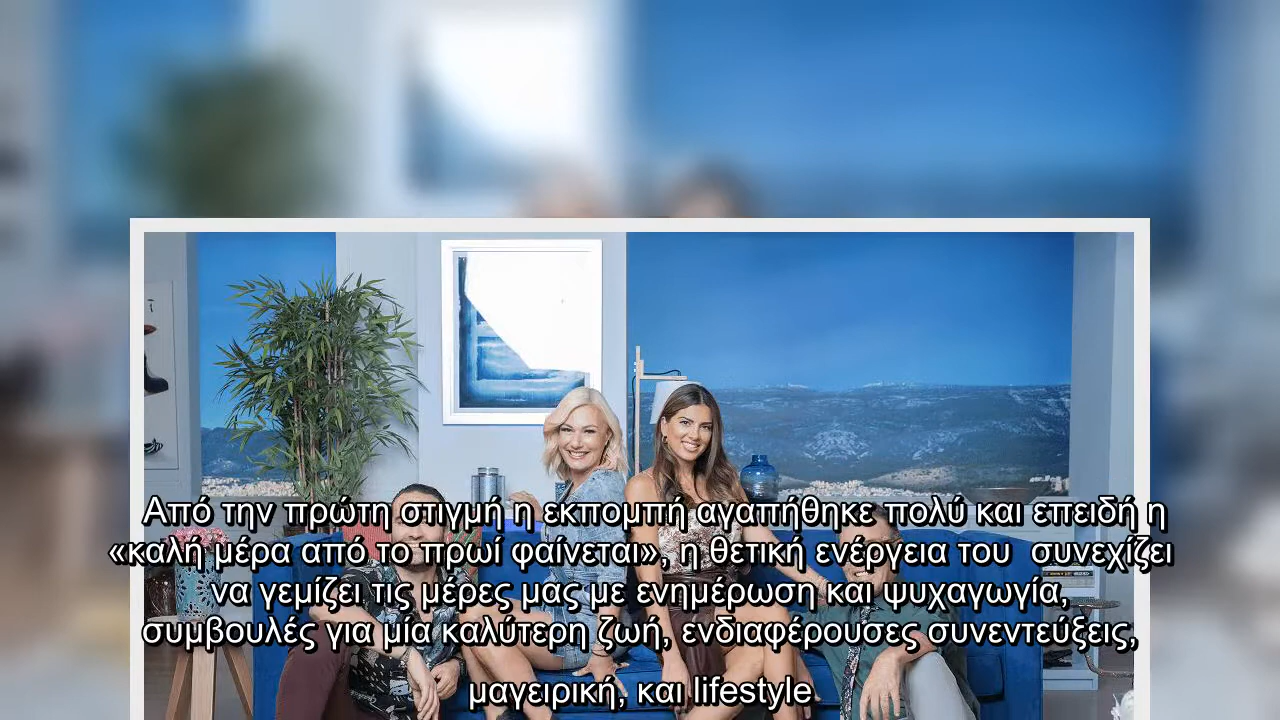 Από την πρώτη στιγμή η εκπομπή αγαπήθηκε πολύ και επειδή η
«καλή μέρα από το πρωί φαίνεται», η θετική ενέργεια του  συνεχίζει
να γεμίζει τις μέρες μας με ενημέρωση και ψυχαγωγία,
συμβουλές για μία καλύτερη ζωή, ενδιαφέρουσες συνεντεύξεις,
μαγειρική, και lifestyle